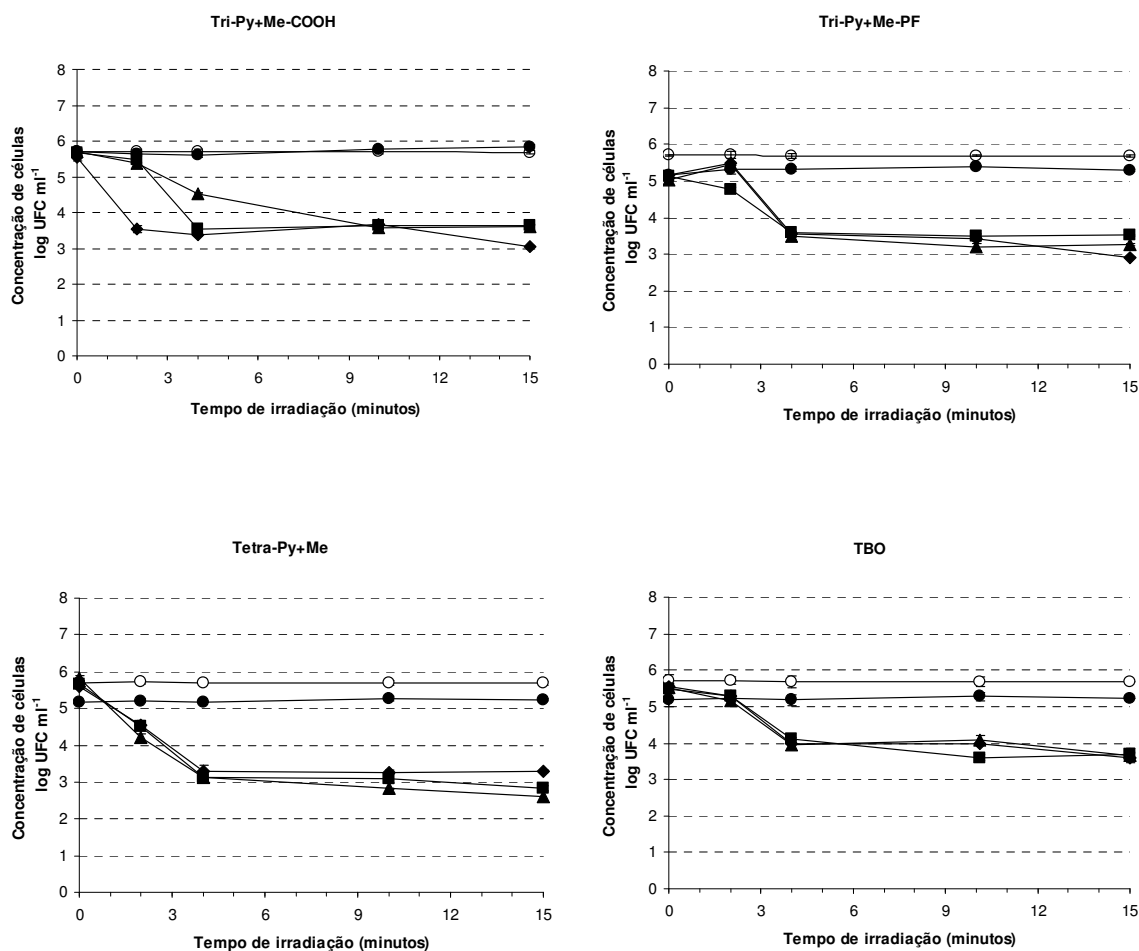 Tri-Py+Me-COOH
Concentração de células
log UFC ml-1
8
7
6
5
4
3
2
1
0
0 3 6 9 12 15
Tempo de irradiação (minutos)
Tri-Py+Me-PF
Concentração de células
log UFC ml-1
8
7
6
5
4
3
2
1
0
0 3 6 9 12 15
Tempo de irradiação (minutos)
Tetra-Py+Me
Concentração de células
log UFC ml-1
8
7
6
5
4
3
2
1
0
0 3 6 9 12 15
Tempo de irradiação (minutos)
TBO
Concentração de células
log UFC ml-1
8
7
6
5
4
3
2
1
0
0 3 6 9 12 15
Tempo de irradiação (minutos)